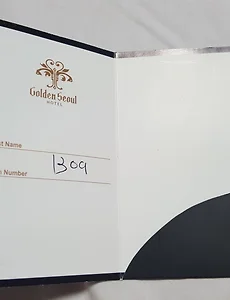 Golden Seoul
HOTEL
t Name
1309
n Number